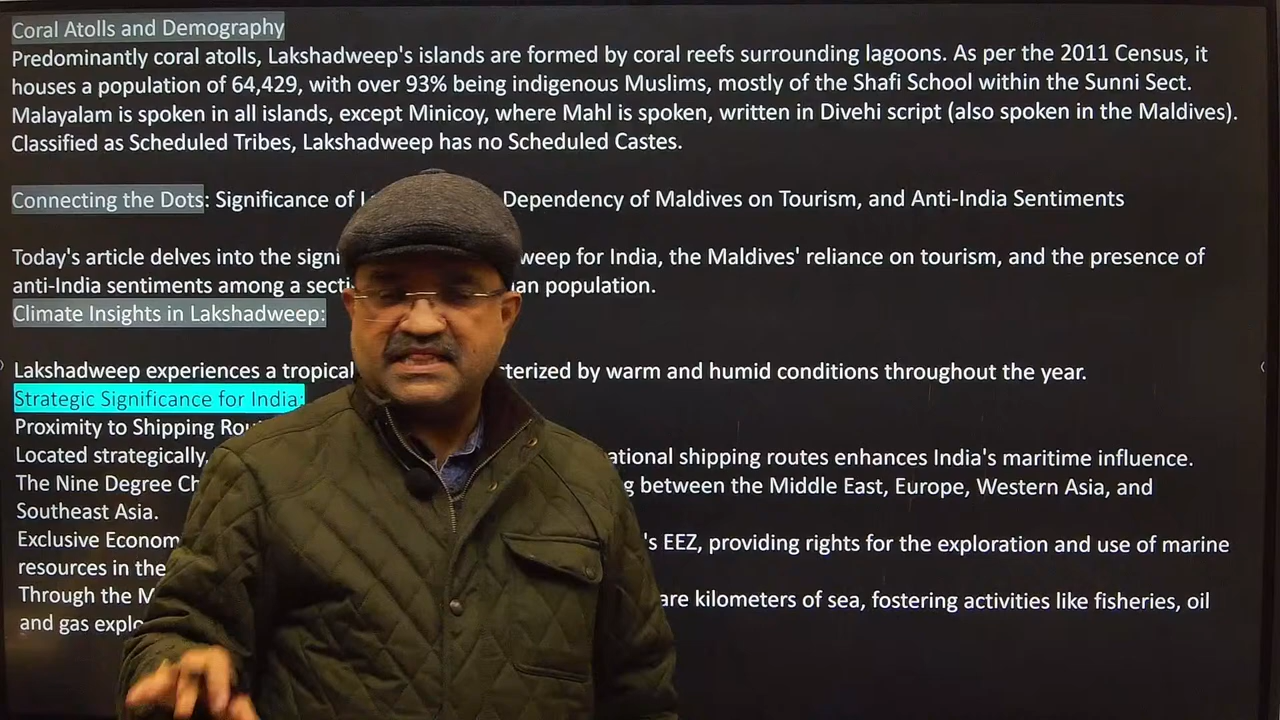 Coral Atolls and Demography
Predominantly coral atolls, Lakshadweep's islands are formed by coral reefs surrounding lagoons. As per the 2011 Census, it
houses a population of 64,429, with over 93% being indigenous Muslims, mostly of the Shafi School within the Sunni Sect.
Malayalam is spoken in all islands, except Minicoy, where Mahl is spoken, written in Divehi script (also spoken in the Maldives).
Classified as Scheduled Tribes, Lakshadweep has no Scheduled Castes.
Connecting the Dots: Significance of Dependency of Maldives on Tourism, and Anti-India Sentiments
Today's article delves into the for India, the Maldives' reliance on tourism, and the presence of
anti-India sentiments among a population.
Climate Insights in Lakshadweep:
Lakshadweep experiences a tropical by warm and humid conditions throughout the year.
Strategic Significance for India:
Proximity to Shipping
Located strategically, shipping routes enhances India's maritime influence.
The Nine Degree between the Middle East, Europe, Western Asia, and
Southeast Asia.
Exclusive EEZ, providing rights for the exploration and use of marine
resources in the
Through the kilometers of sea, fostering activities like fisheries, oil
and gas